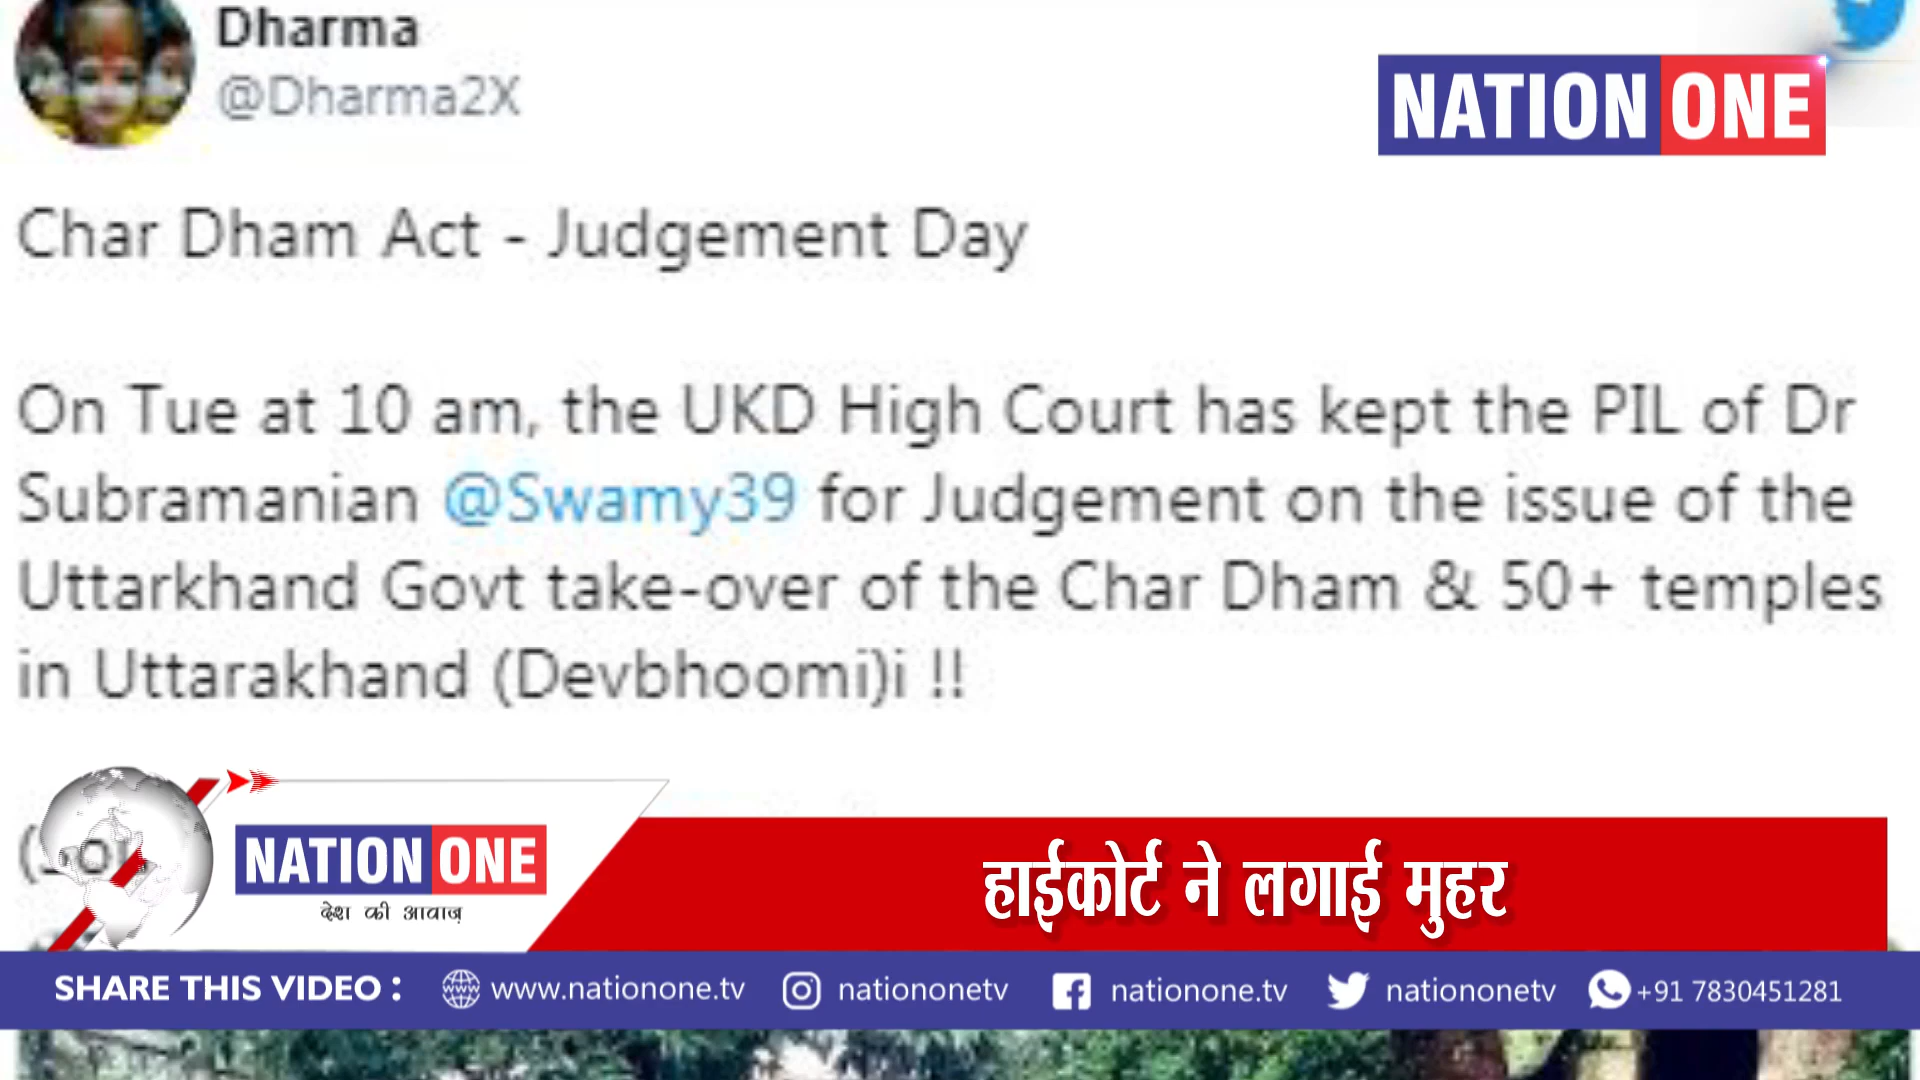 Dharma
@Dharma2X
NATION ONE
Char Dham Act - Judgement Day
On Tue at 10 am, the UKD High Court has kept the PIL of Dr
Subramanian @Swamy39 for Judgement on the issue of the
Uttarkhand Govt take-over of the Char Dham & 50+ temples
in Uttarakhand (Devbhoomi)i !!
NATION ONE
देश की आवाज़
हाईकोर्ट ने लगाई मुहर
SHARE THIS VIDEO : www.nationone.tv nationonetv nationone.tv nationonetv +91 7830451281